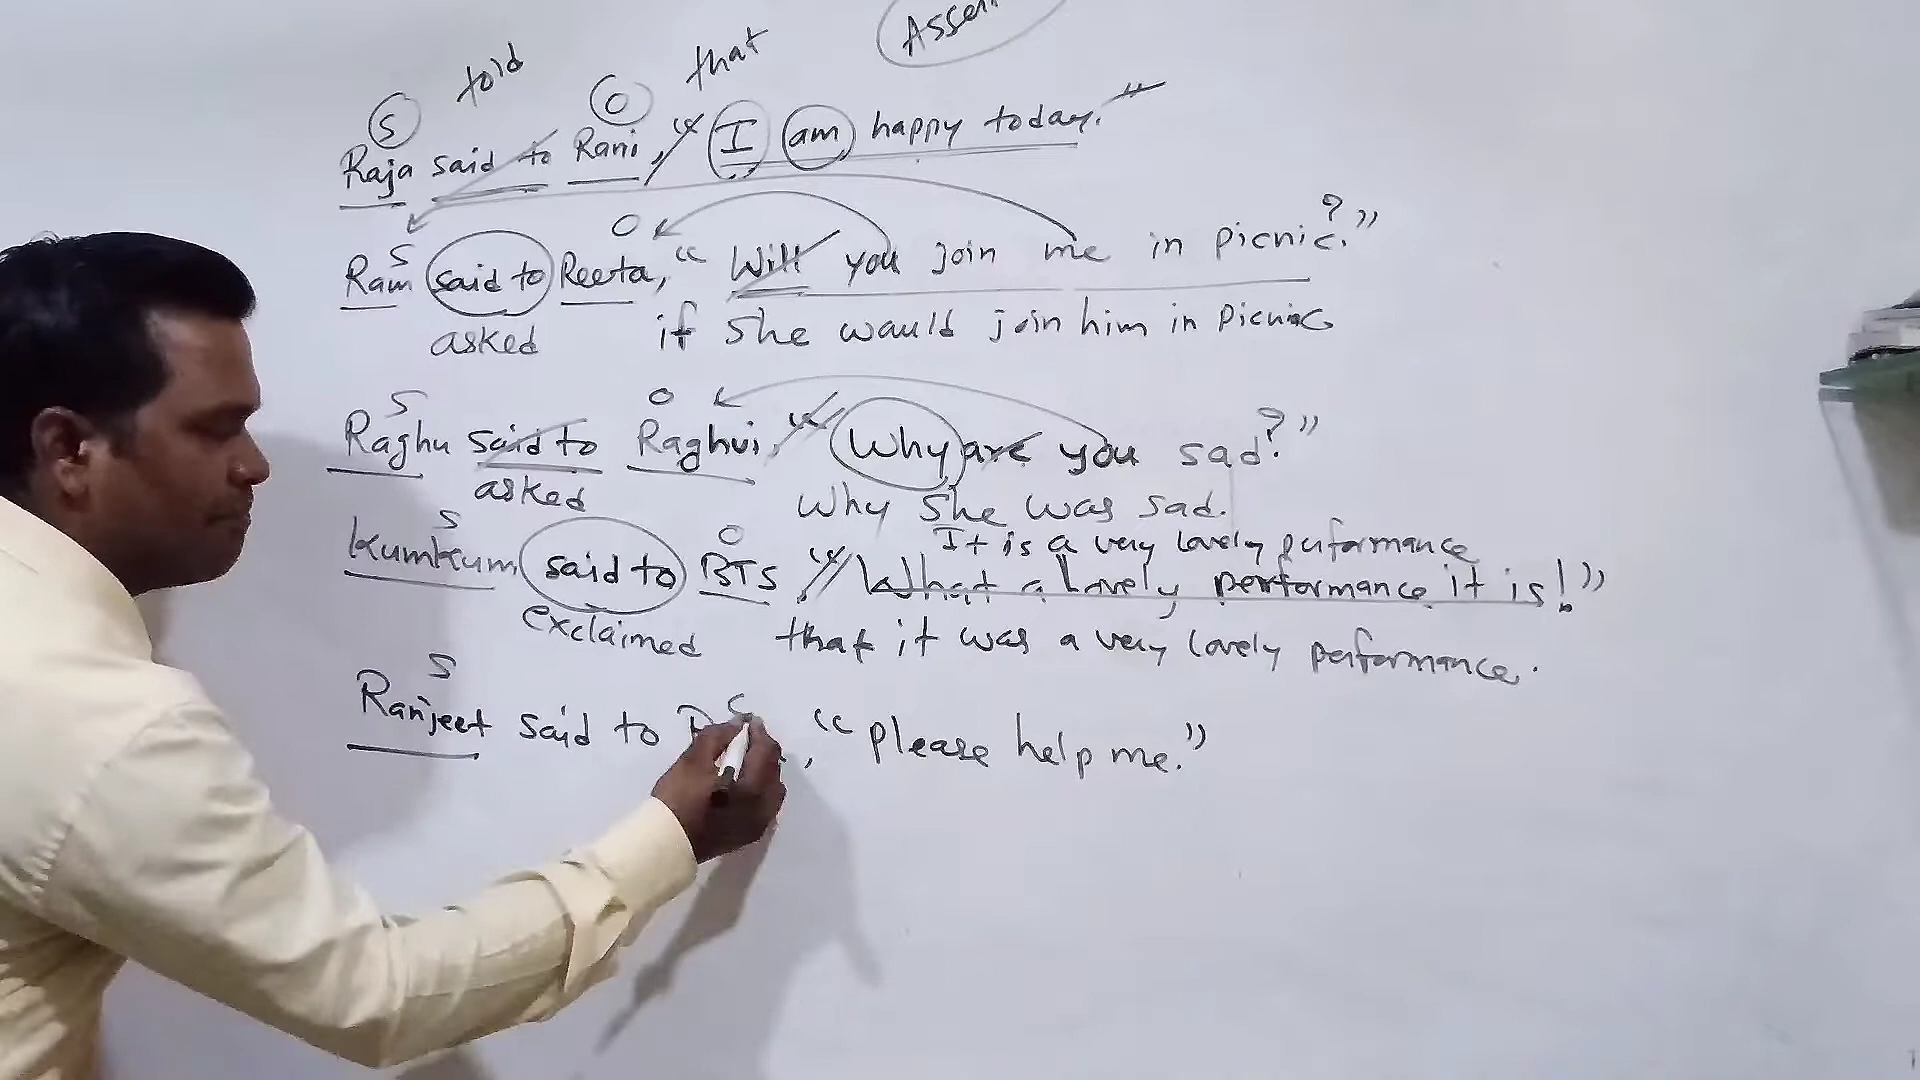 told that
S O
Raja said to Rani, " I am happy today."
S O
Ram said to Reeta, " Will you join me in picnic?"
asked if she would join him in picnic
S O
Raghu said to Raghvi, " Why are you sad?"
asked why she was sad.
It is a very lovely performance
S O
Kumkum said to BTS " What a lovely performance it is!"
exclaimed that it was a very lovely performance.
S
Ranjeet said to , " please help me."